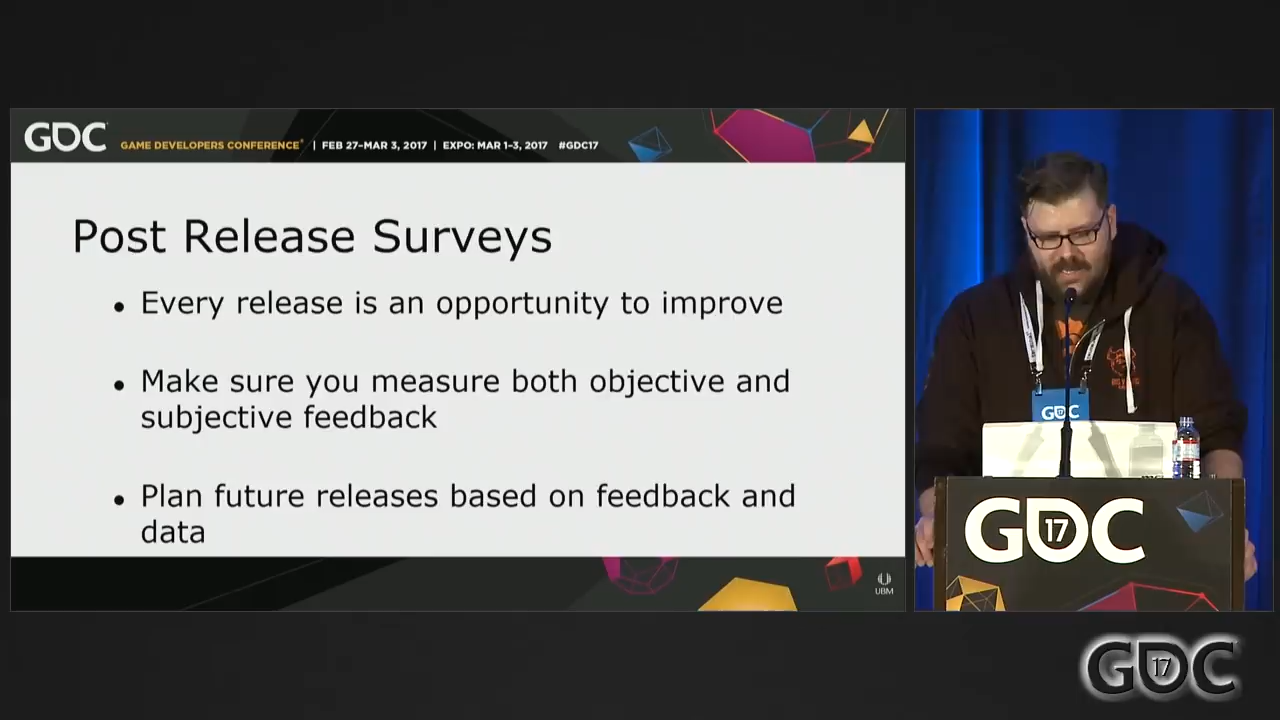 GDC
GAME DEVELOPERS CONFERENCE® | FEB 27–MAR 3, 2017 | EXPO: MAR 1–3, 2017 #GDC17
Post Release Surveys
• Every release is an opportunity to improve
• Make sure you measure both objective and
subjective feedback
• Plan future releases based on feedback and
data
UBM
GDC
GDC 17
GDC 17